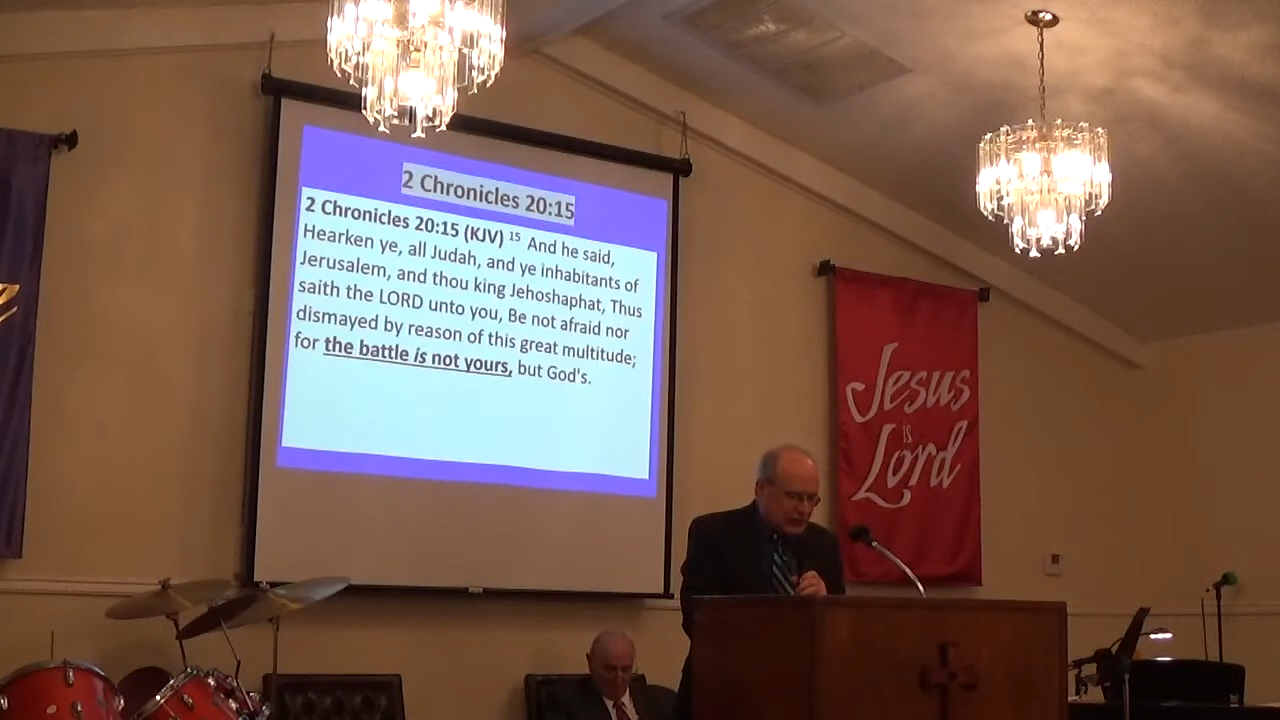 2 Chronicles 20:15
2 Chronicles 20:15 (KJV) 15 And he said,
Hearken ye, all Judah, and ye inhabitants of
Jerusalem, and thou king Jehoshaphat, Thus
saith the LORD unto you, Be not afraid nor
dismayed by reason of this great multitude;
for the battle is not yours, but God's.
Jesus
is
Lord